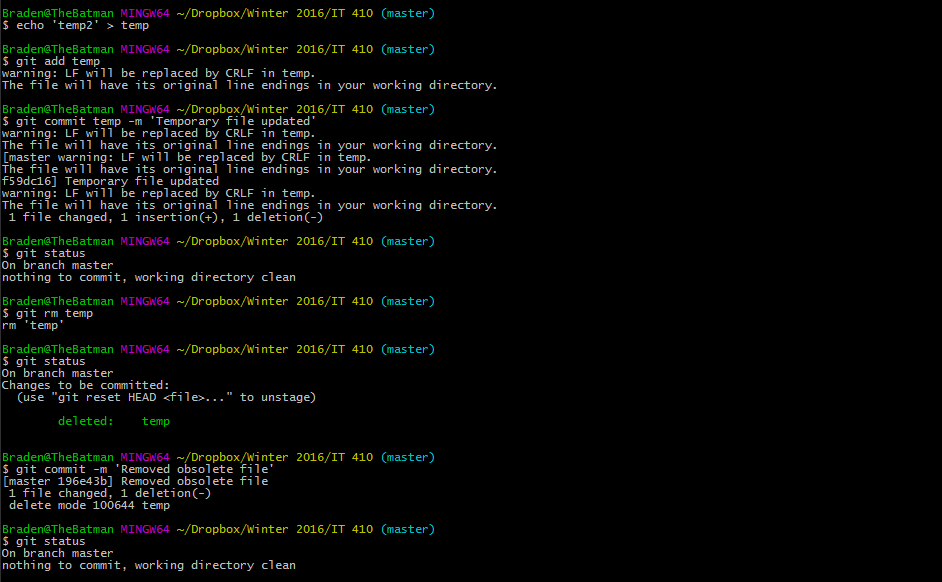 Braden@TheBatman MINGW64 ~/Dropbox/Winter 2016/IT 410 (master)
$ echo 'temp2' > temp
Braden@TheBatman MINGW64 ~/Dropbox/Winter 2016/IT 410 (master)
$ git add temp
warning: LF will be replaced by CRLF in temp.
The file will have its original line endings in your working directory.
Braden@TheBatman MINGW64 ~/Dropbox/Winter 2016/IT 410 (master)
$ git commit temp -m 'Temporary file updated'
warning: LF will be replaced by CRLF in temp.
The file will have its original line endings in your working directory.
[master warning: LF will be replaced by CRLF in temp.
The file will have its original line endings in your working directory.
f59dc16] Temporary file updated
warning: LF will be replaced by CRLF in temp.
The file will have its original line endings in your working directory.
 1 file changed, 1 insertion(+), 1 deletion(-)
Braden@TheBatman MINGW64 ~/Dropbox/Winter 2016/IT 410 (master)
$ git status
On branch master
nothing to commit, working directory clean
Braden@TheBatman MINGW64 ~/Dropbox/Winter 2016/IT 410 (master)
$ git rm temp
rm 'temp'
Braden@TheBatman MINGW64 ~/Dropbox/Winter 2016/IT 410 (master)
$ git status
On branch master
Changes to be committed:
  (use "git reset HEAD <file>..." to unstage)
        deleted:    temp
Braden@TheBatman MINGW64 ~/Dropbox/Winter 2016/IT 410 (master)
$ git commit -m 'Removed obsolete file'
[master 196e43b] Removed obsolete file
 1 file changed, 1 deletion(-)
 delete mode 100644 temp
Braden@TheBatman MINGW64 ~/Dropbox/Winter 2016/IT 410 (master)
$ git status
On branch master
nothing to commit, working directory clean